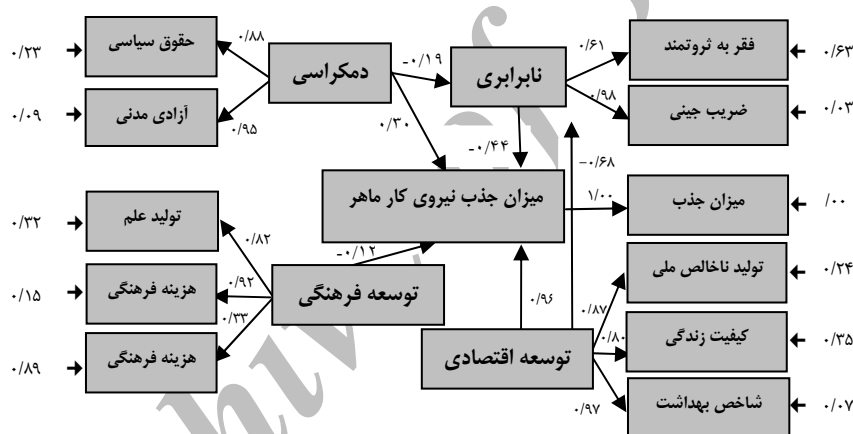 ۰/۲۳
حقوق سیاسی
۰/۸۸
دمکراسی
-۰/۱۹
نابرابری
۰/۶۱
فقر به ثروتمند
۰/۶۳
۰/۰۹
آزادی مدنی
۰/۹۵
۰/۳۰
۰/۹۸
ضریب جینی
۰/۰۳
-۰/۴۴
-۰/۶۸
میزان جذب نیروی کار ماهر
۱/۰۰
میزان جذب
/۰۰
۰/۳۲
تولید علم
۰/۸۲
-۰/۱۲
تولید ناخالص ملی
۰/۲۴
۰/۱۵
هزینه فرهنگی
۰/۹۲
توسعه فرهنگی
۰/۹۶
۰/۸۷
۰/۳۳
۰/۸۹
هزینه فرهنگی
توسعه اقتصادی
۰/۸۰
کیفیت زندگی
۰/۳۵
۰/۹۷
شاخص بهداشت
۰/۰۷